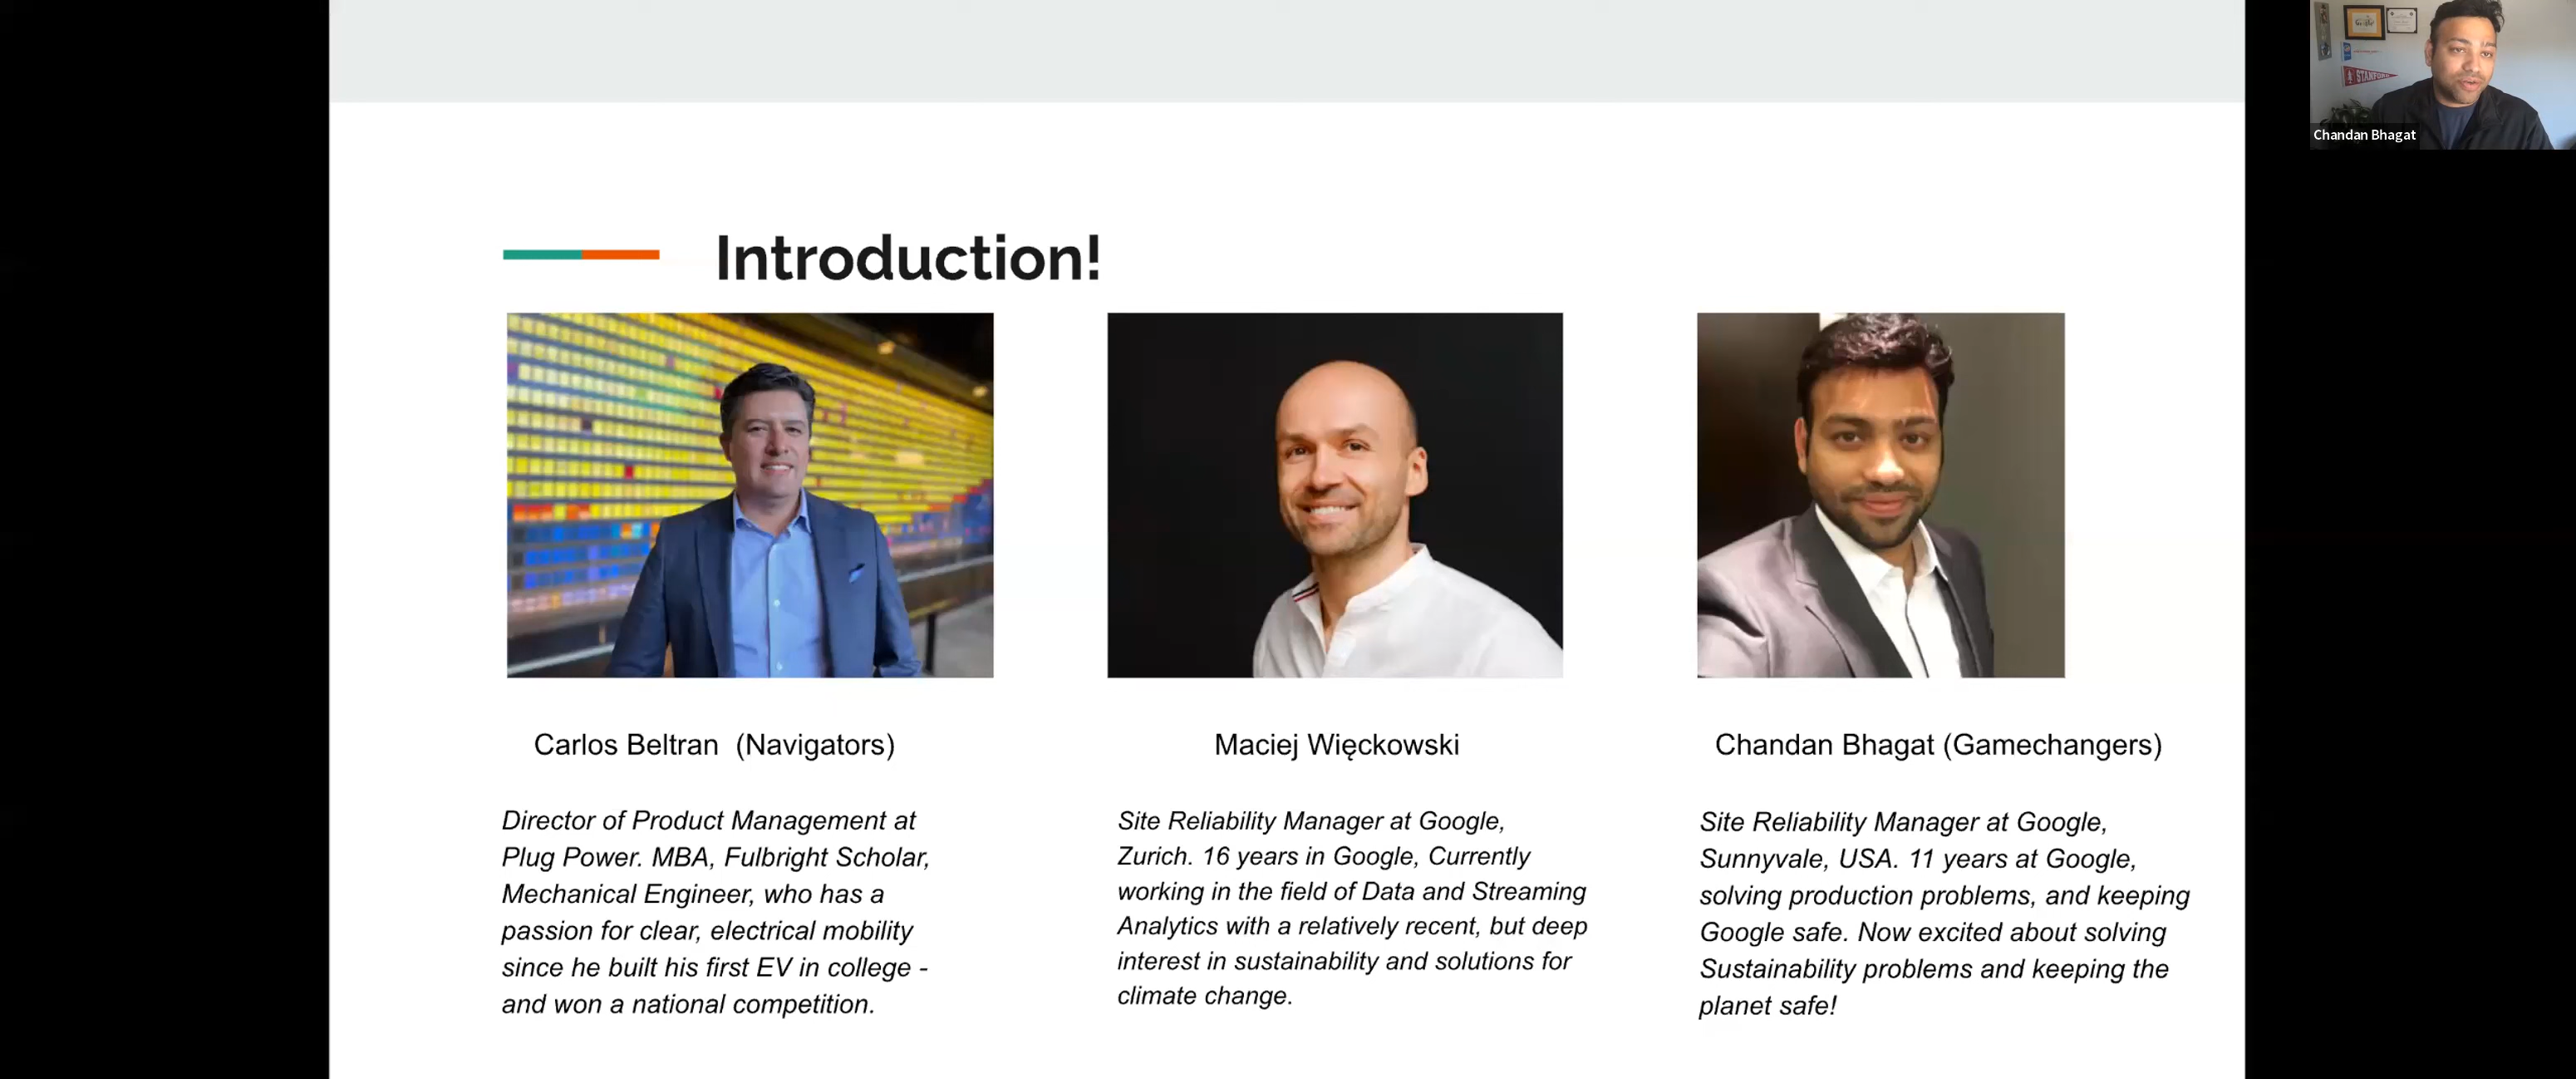 Introduction!
Carlos Beltran (Navigators)
Director of Product Management at
Plug Power. MBA, Fulbright Scholar,
Mechanical Engineer, who has a
passion for clear, electrical mobility
since he built his first EV in college -
and won a national competition.
Maciej Więckowski
Site Reliability Manager at Google,
Zurich. 16 years in Google, Currently
working in the field of Data and Streaming
Analytics with a relatively recent, but deep
interest in sustainability and solutions for
climate change.
Chandan Bhagat (Gamechangers)
Site Reliability Manager at Google,
Sunnyvale, USA. 11 years at Google,
solving production problems, and keeping
Google safe. Now excited about solving
Sustainability problems and keeping the
planet safe!
STANFORD
Chandan Bhagat